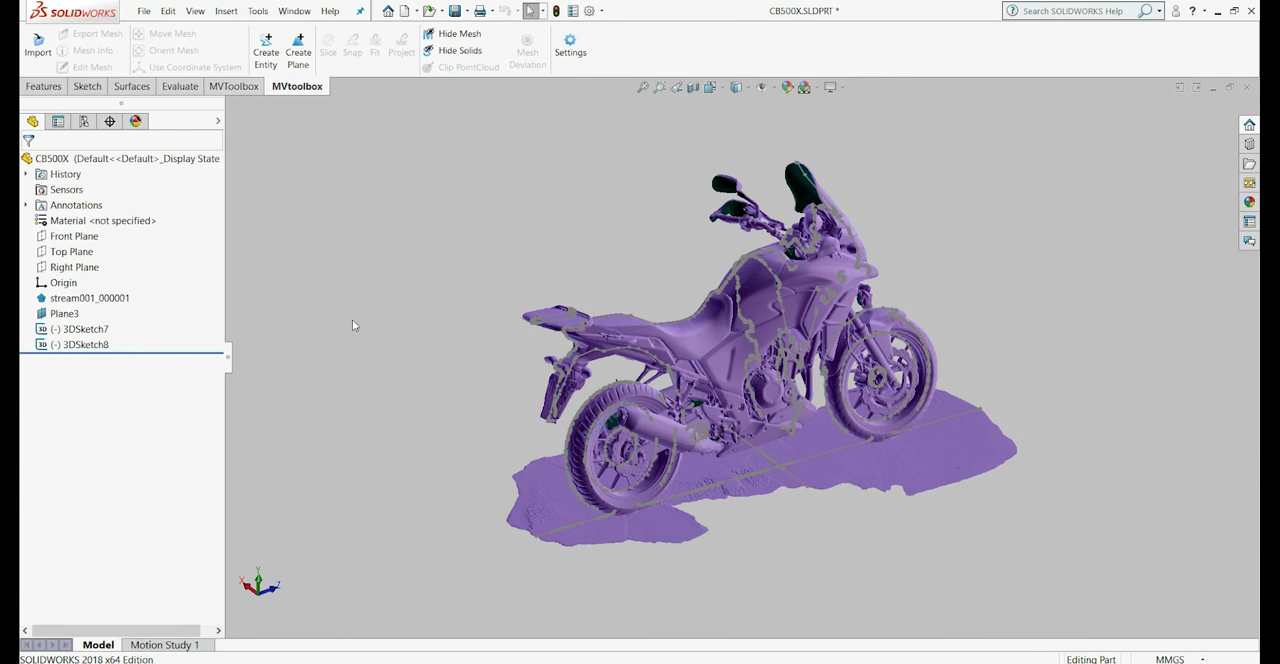 SOLIDWORKS File Edit View Insert Tools Window Help CB500X.SLDPRT * Search SOLIDWORKS Help ?
Import Export Mesh Mesh Info Edit Mesh
Move Mesh Orient Mesh Use Coordinate System
Create Entity Create Plane Slice Snap Fit Project
Hide Mesh Hide Solids Clip PointCloud
Mesh Deviation Settings
Features Sketch Surfaces Evaluate MVToolbox MVtoolbox
CB500X (Default<<Default>_Display State
History
Sensors
Annotations
Material <not specified>
Front Plane
Top Plane
Right Plane
Origin
stream001_000001
Plane3
(-) 3DSketch7
(-) 3DSketch8
Y
X Z
Model Motion Study 1
SOLIDWORKS 2018 x64 Edition Editing Part MMGS